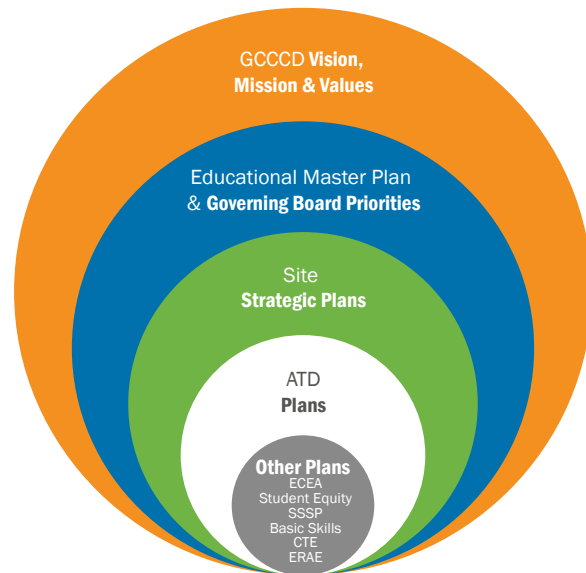 GCCCD Vision,
Mission & Values
Educational Master Plan
& Governing Board Priorities
Site
Strategic Plans
ATD
Plans
Other Plans
ECEA
Student Equity
SSSP
Basic Skills
CTE
ERAE